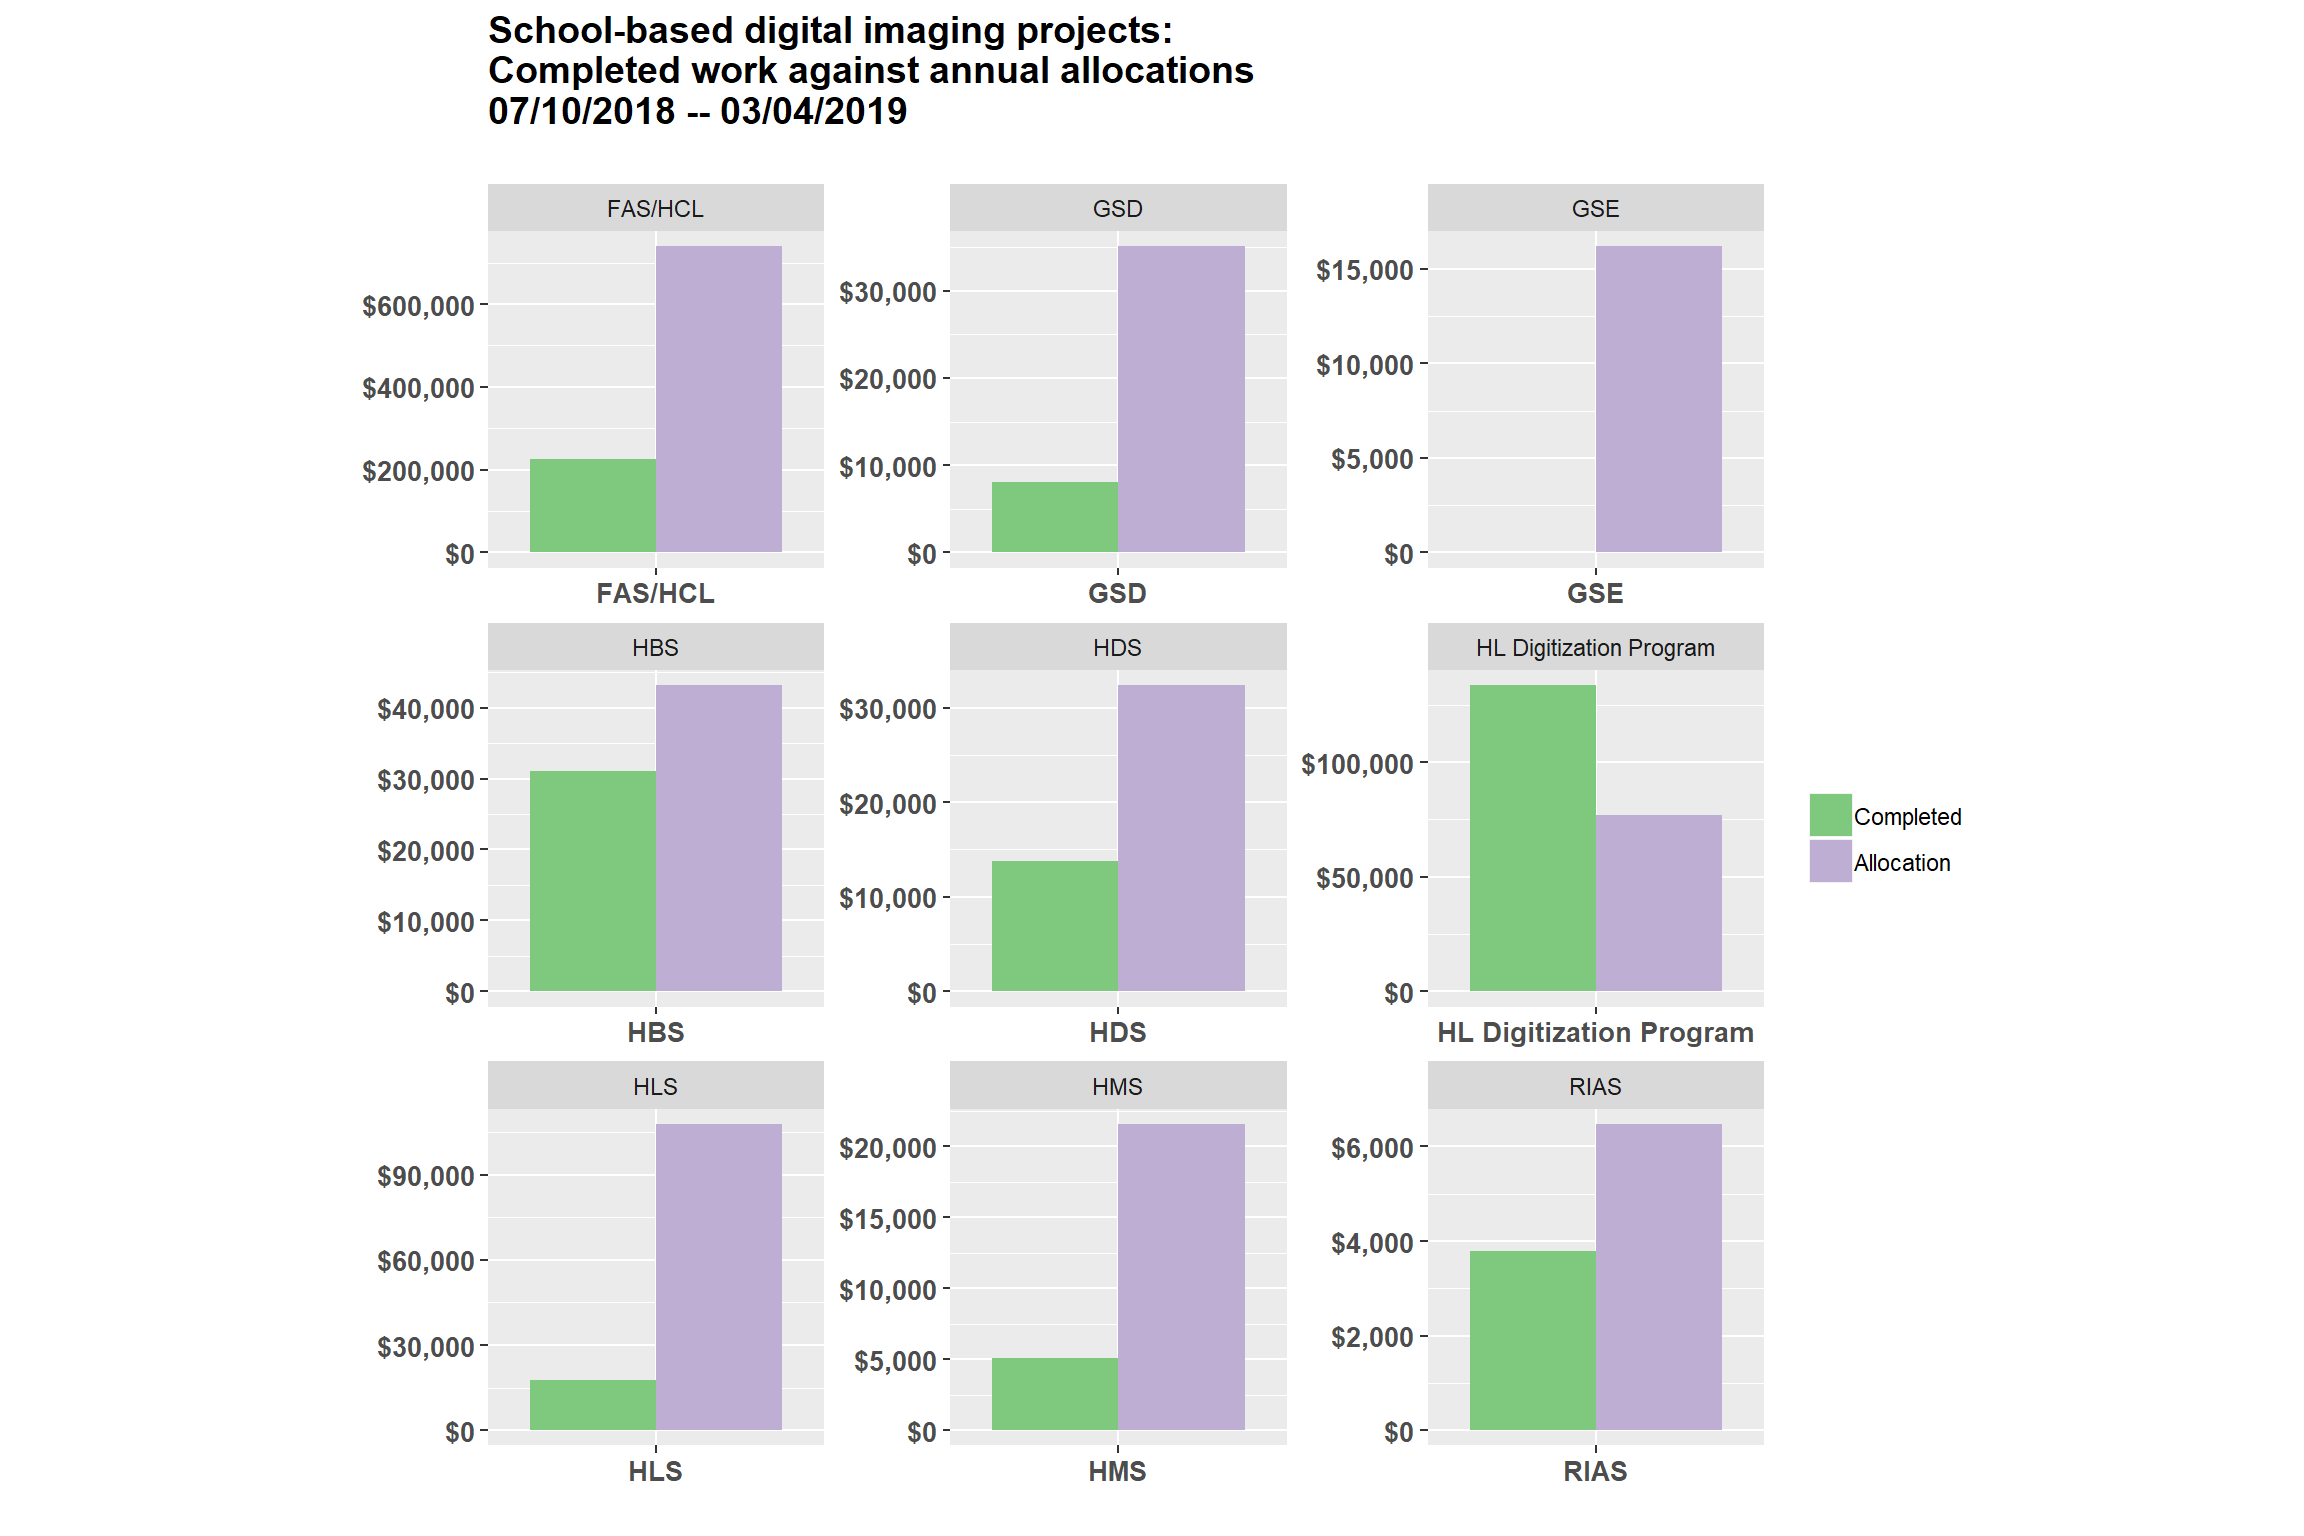 School-based digital imaging projects:
Completed work against annual allocations
07/10/2018 -- 03/04/2019
FAS/HCL
$600,000
$400,000
$200,000
$0
FAS/HCL
GSD
$30,000
$20,000
$10,000
$0
GSD
GSE
$15,000
$10,000
$5,000
$0
GSE
HBS
$40,000
$30,000
$20,000
$10,000
$0
HBS
HDS
$30,000
$20,000
$10,000
$0
HDS
HL Digitization Program
$100,000
$50,000
$0
HL Digitization Program
Completed
Allocation
HLS
$90,000
$60,000
$30,000
$0
HLS
HMS
$20,000
$15,000
$10,000
$5,000
$0
HMS
RIAS
$6,000
$4,000
$2,000
$0
RIAS